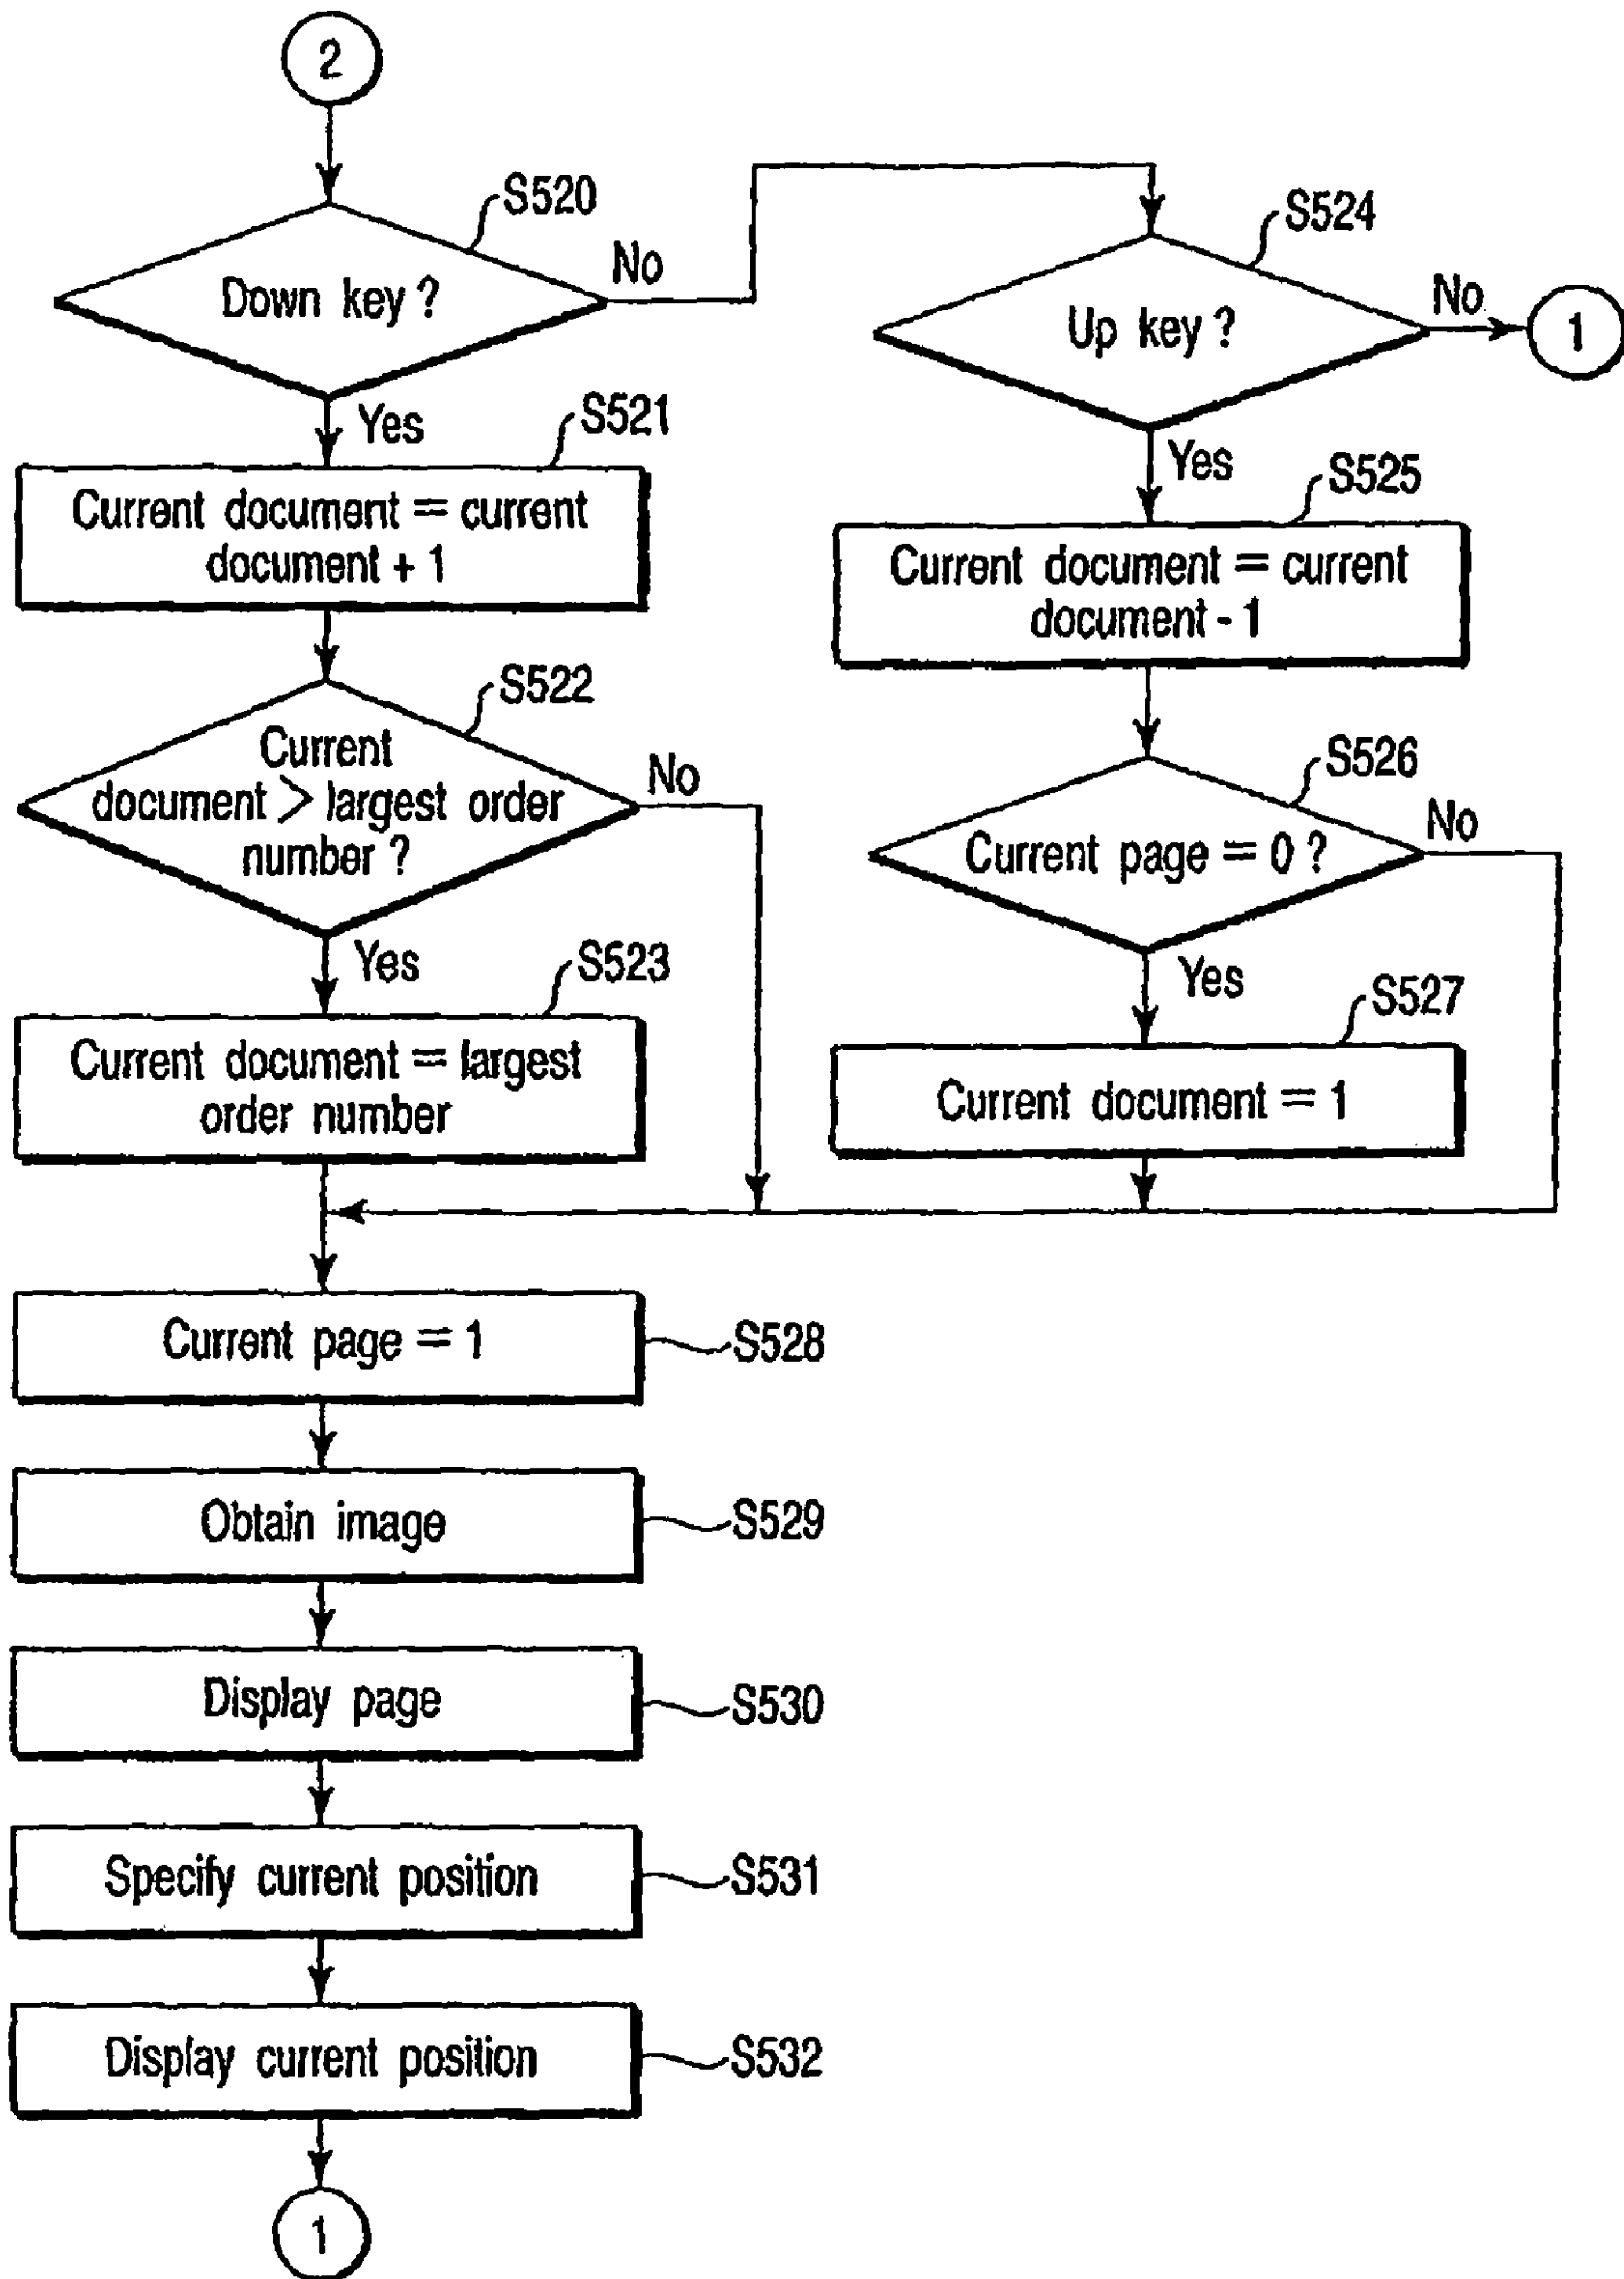 2
S520
Down key ?
No
Yes
S521
Current document = current
document + 1
S522
Current
document > largest order
number ?
No
Yes
S523
Current document = largest
order number
S524
Up key ?
No
1
Yes
S525
Current document = current
document - 1
S526
Current page = 0 ?
No
Yes
S527
Current document = 1
Current page = 1
S528
Obtain image
S529
Display page
S530
Specify current position
S531
Display current position
S532
1